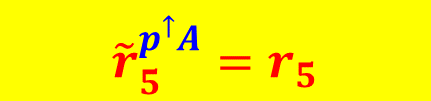 r̃₅^{p^↑ A} = r₅